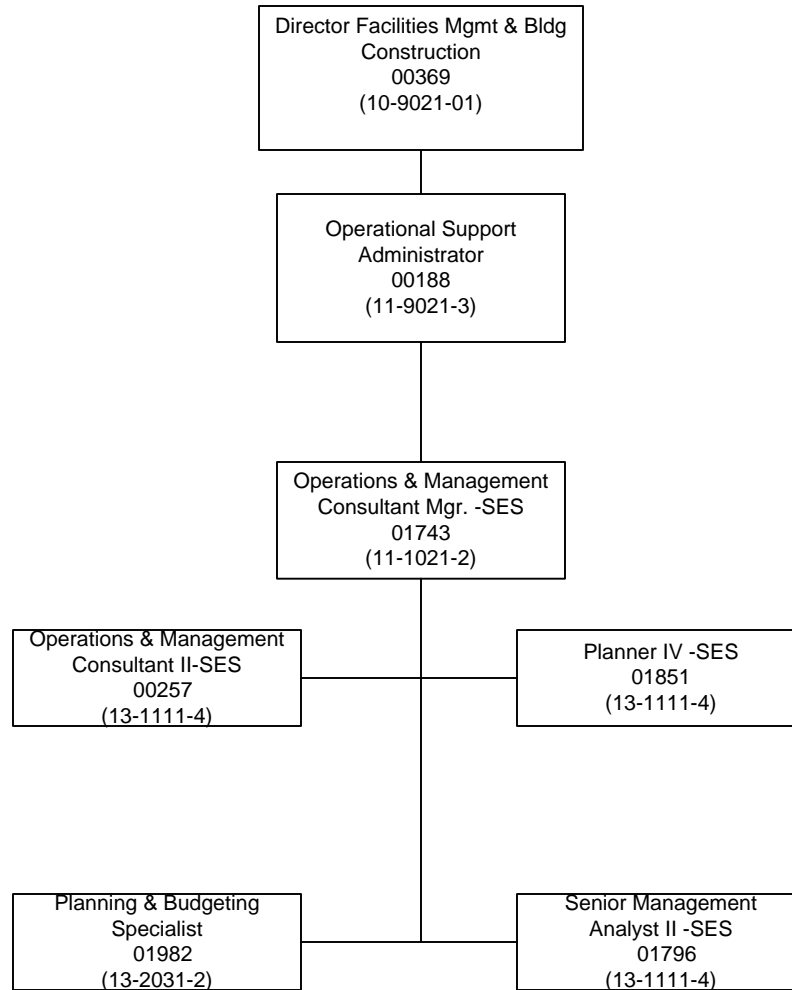 Director Facilities Mgmt & Bldg
Construction
00369
(10-9021-01)
Operational Support
Administrator
00188
(11-9021-3)
Operations & Management
Consultant Mgr. -SES
01743
(11-1021-2)
Operations & Management
Consultant II-SES
00257
(13-1111-4)
Planner IV -SES
01851
(13-1111-4)
Planning & Budgeting
Specialist
01982
(13-2031-2)
Senior Management
Analyst II -SES
01796
(13-1111-4)